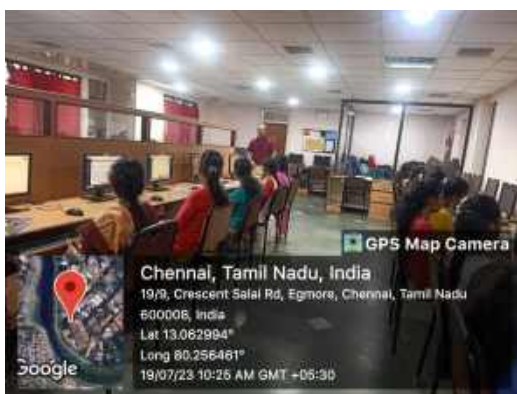 GPS Map Camera
Chennai, Tamil Nadu, India
19/9, Crescent Salai Rd, Egmore, Chennai, Tamil Nadu
600008, India
Lat 13.062994°
Long 80.256461°
19/07/23 10:25 AM GMT +05:30
Google